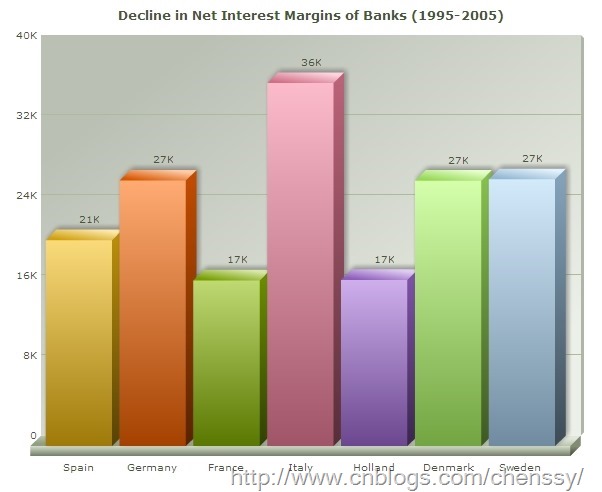 Decline in Net Interest Margins of Banks (1995-2005)
40K
36K
32K
27K
27K
27K
24K
21K
17K
17K
16K
8K
0
Spain Germany France Italy Holland Denmark Sweden
http://www.cnblogs.com/chenssy/